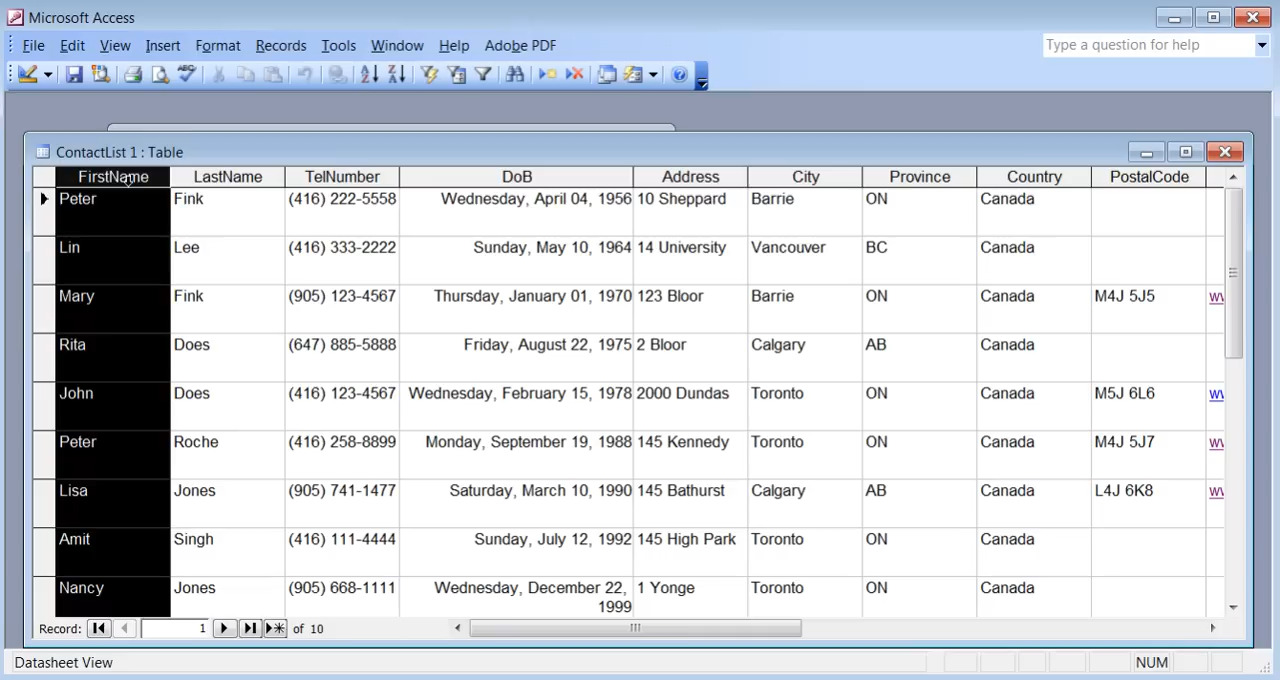 Microsoft Access
File Edit View Insert Format Records Tools Window Help Adobe PDF Type a question for help
ContactList 1 : Table
FirstName LastName TelNumber DoB Address City Province Country PostalCode
Peter Fink (416) 222-5558 Wednesday, April 04, 1956 10 Sheppard Barrie ON Canada
Lin Lee (416) 333-2222 Sunday, May 10, 1964 14 University Vancouver BC Canada
Mary Fink (905) 123-4567 Thursday, January 01, 1970 123 Bloor Barrie ON Canada M4J 5J5
Rita Does (647) 885-5888 Friday, August 22, 1975 2 Bloor Calgary AB Canada
John Does (416) 123-4567 Wednesday, February 15, 1978 2000 Dundas Toronto ON Canada M5J 6L6
Peter Roche (416) 258-8899 Monday, September 19, 1988 145 Kennedy Toronto ON Canada M4J 5J7
Lisa Jones (905) 741-1477 Saturday, March 10, 1990 145 Bathurst Calgary AB Canada L4J 6K8
Amit Singh (416) 111-4444 Sunday, July 12, 1992 145 High Park Toronto ON Canada
Nancy Jones (905) 668-1111 Wednesday, December 22, 1 Yonge Toronto ON Canada
1999
Record: 1 of 10
Datasheet View NUM